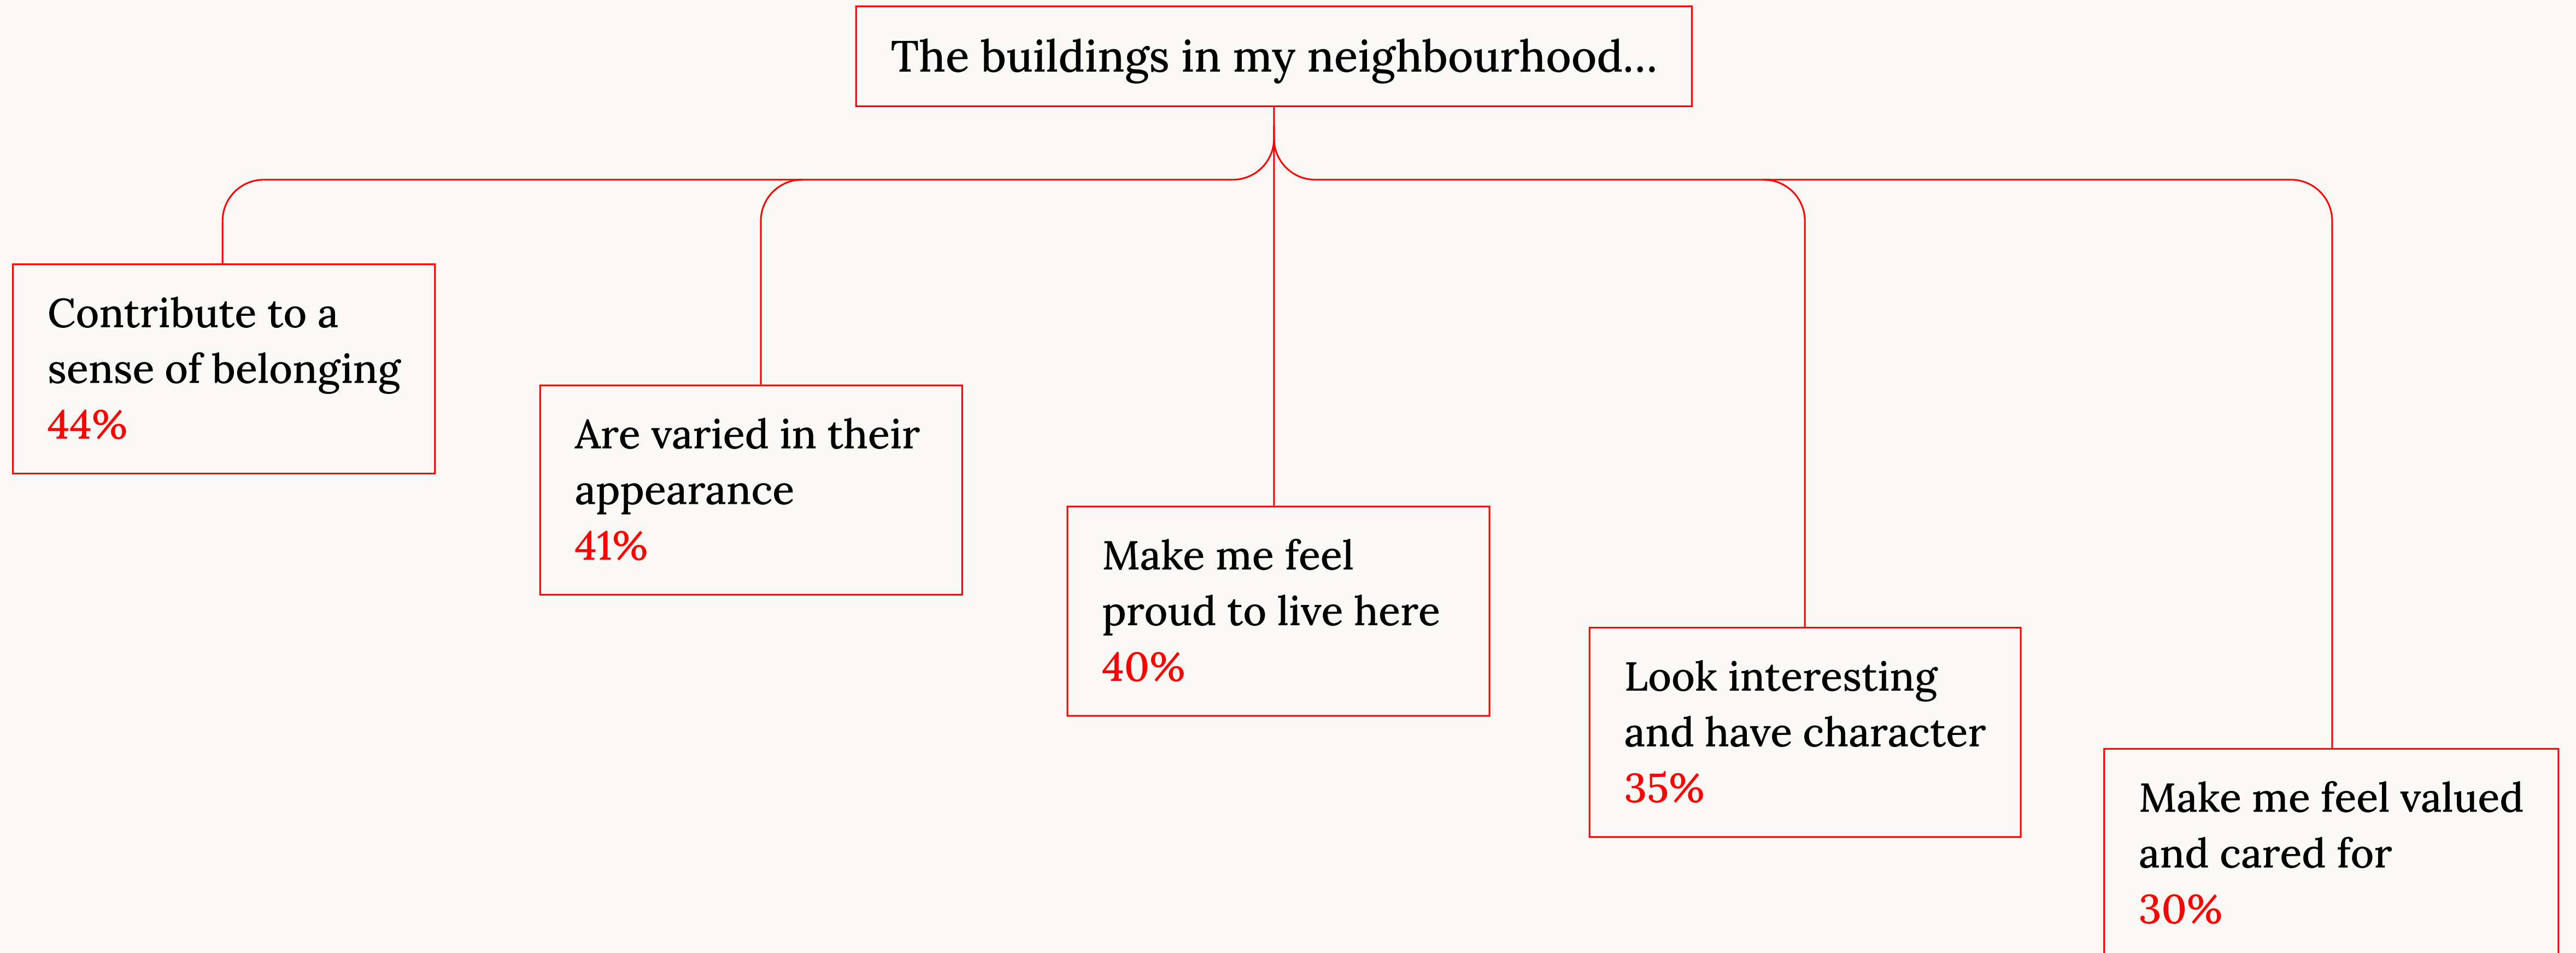 The buildings in my neighbourhood...
Contribute to a
sense of belonging
44%
Are varied in their
appearance
41%
Make me feel
proud to live here
40%
Look interesting
and have character
35%
Make me feel valued
and cared for
30%